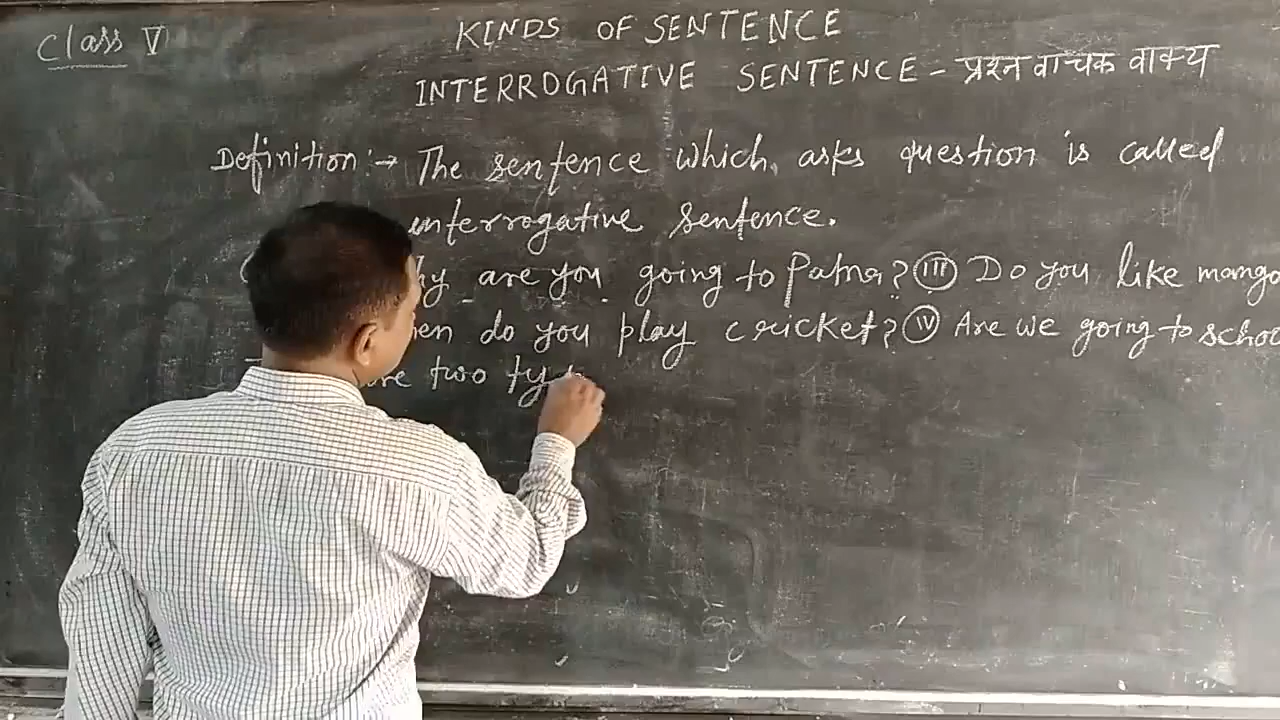 Class V
KINDS OF SENTENCE
INTERROGATIVE SENTENCE - प्रश्न वाचक वाक्य
Definition :→ The sentence which asks question is called
interrogative sentence.
are you going to Patna? (III) Do you like mango
do you play cricket? (IV) Are we going to schoo
two